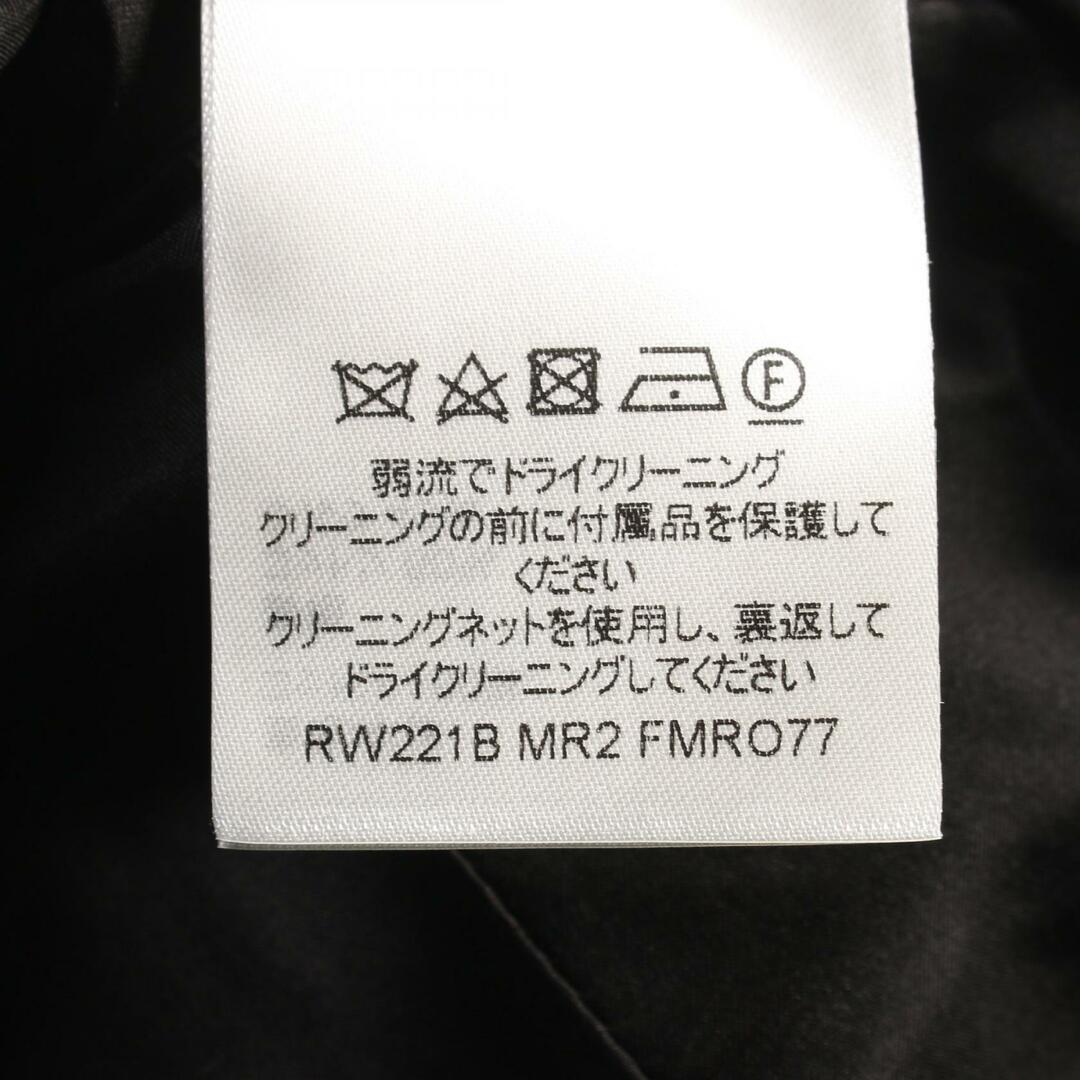 F
弱流でドライクリーニング
クリーニングの前に付属品を保護して
ください
クリーニングネットを使用し、裏返して
ドライクリーニングしてください
RW221B MR2 FMRO77